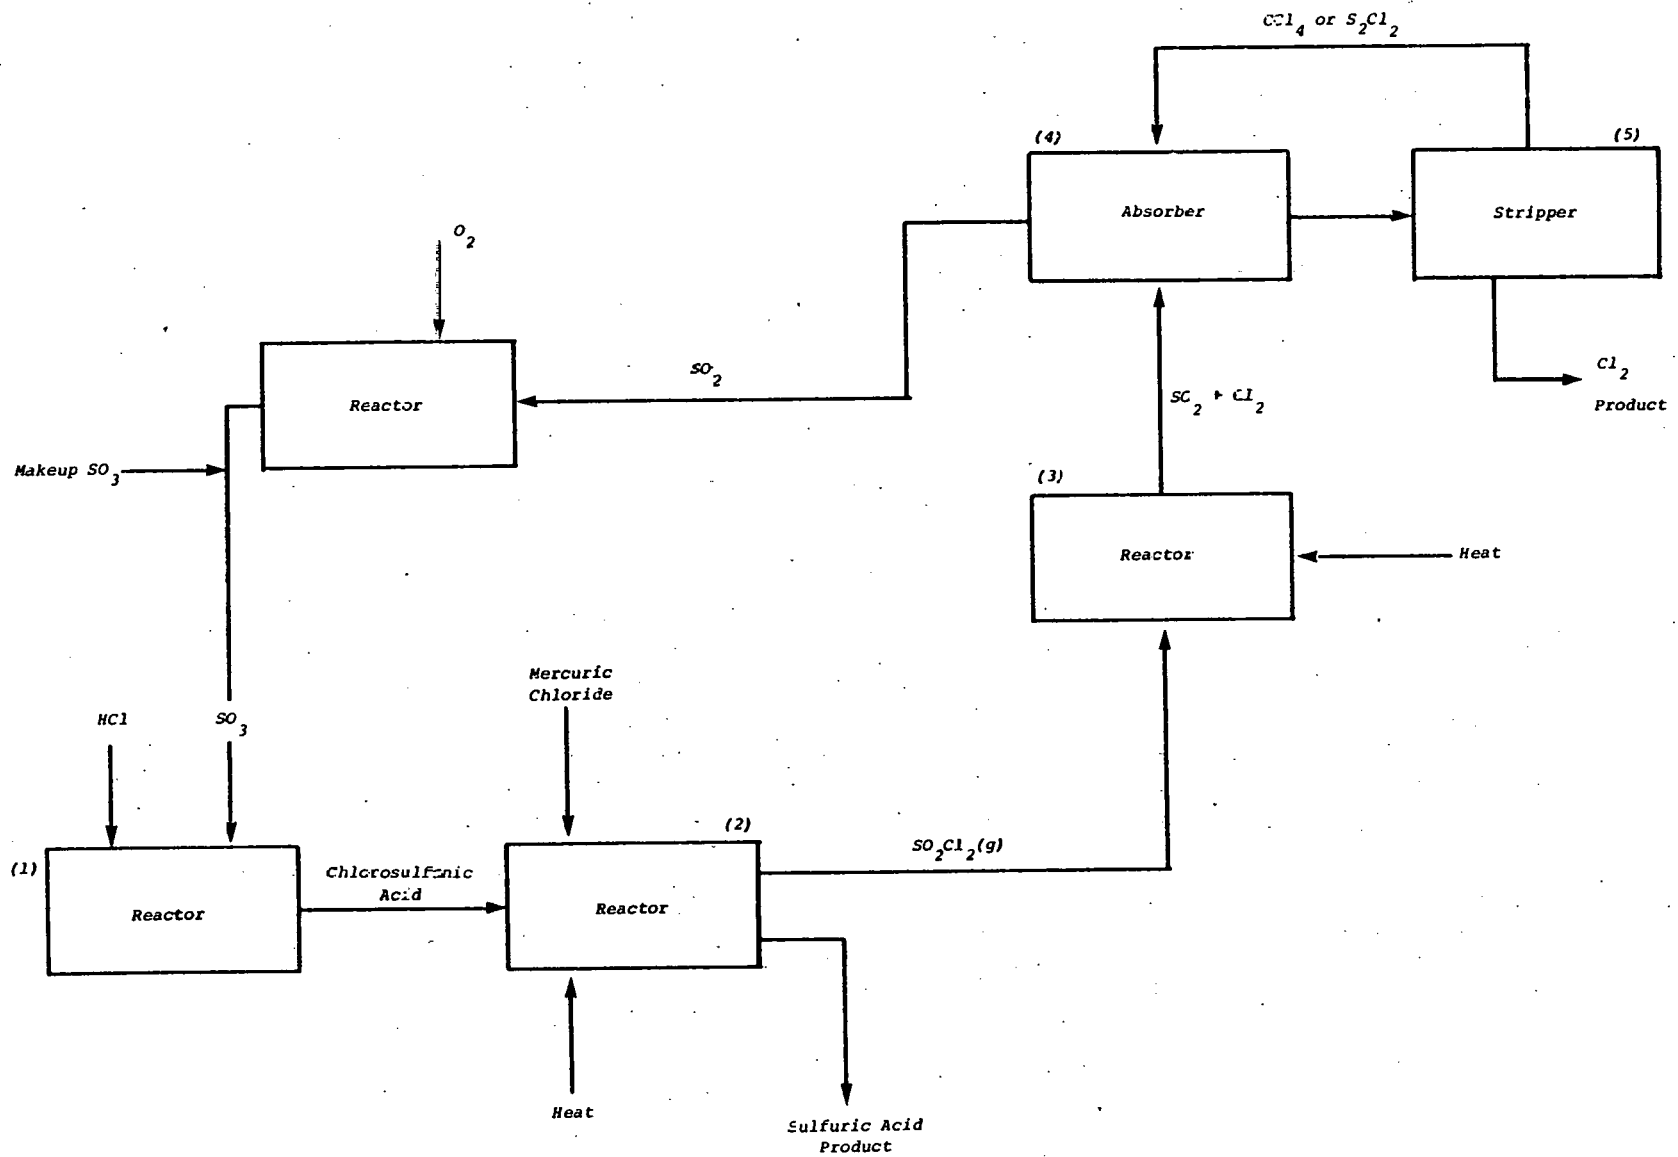 CCl4 or S2Cl2
(4)
(5)
Absorber
Stripper
O2
SO2
Cl2
Product
Reactor
SO2 + Cl2
Makeup SO3
(3)
Reactor
Heat
Mercuric
Chloride
HCl
SO3
(2)
SO2Cl2(g)
(1)
Chlorosulfonic
Acid
Reactor
Reactor
Heat
Sulfuric Acid
Product